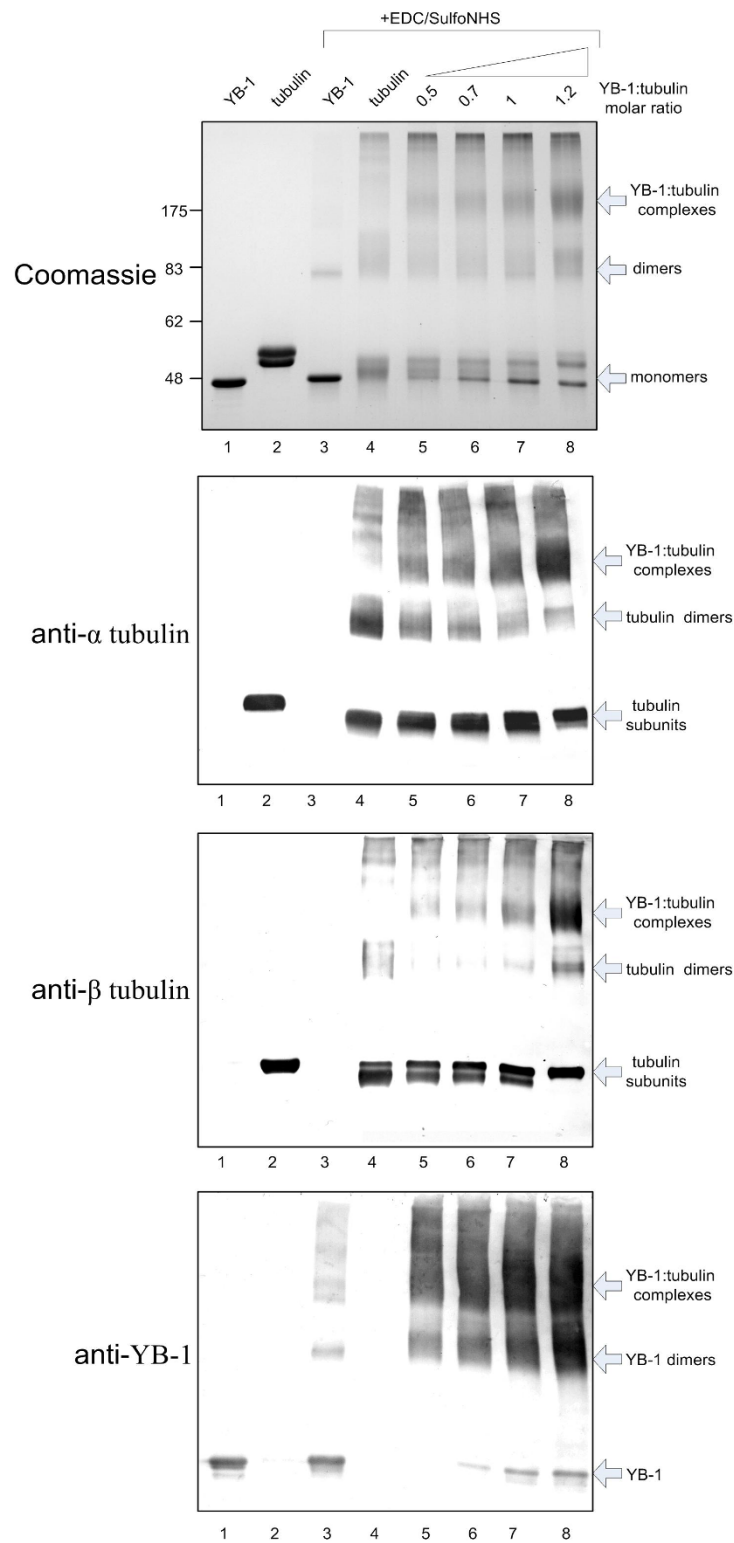 +EDC/SulfoNHS
YB-1 tubulin YB-1 tubulin 0.5 0.7 1 1.2 YB-1:tubulin
molar ratio
175
83
62
48
Coomassie
YB-1:tubulin
complexes
dimers
monomers
1 2 3 4 5 6 7 8
anti-α tubulin
YB-1:tubulin
complexes
tubulin dimers
tubulin
subunits
1 2 3 4 5 6 7 8
anti-β tubulin
YB-1:tubulin
complexes
tubulin dimers
tubulin
subunits
1 2 3 4 5 6 7 8
anti-YB-1
YB-1:tubulin
complexes
YB-1 dimers
YB-1
1 2 3 4 5 6 7 8